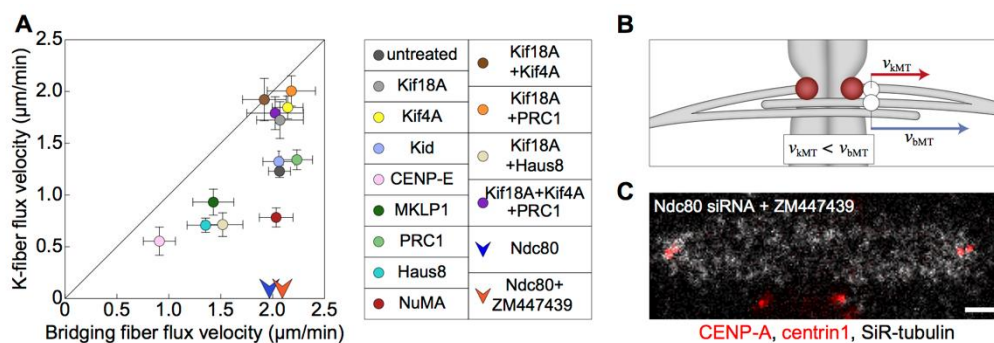 A
K-fiber flux velocity (µm/min)
2.5
2.0
1.5
1.0
0.5
0
0.5
1.0
1.5
2.0
2.5
Bridging fiber flux velocity (µm/min)
untreated
Kif18A
Kif4A
Kid
CENP-E
MKLP1
PRC1
Haus8
NuMA
Kif18A
+Kif4A
Kif18A
+PRC1
Kif18A
+Haus8
Kif18A+Kif4A
+PRC1
Ndc80
Ndc80+
ZM447439
B
vkMT
vbMT
vkMT < vbMT
C
Ndc80 siRNA + ZM447439
CENP-A, centrin1, SiR-tubulin